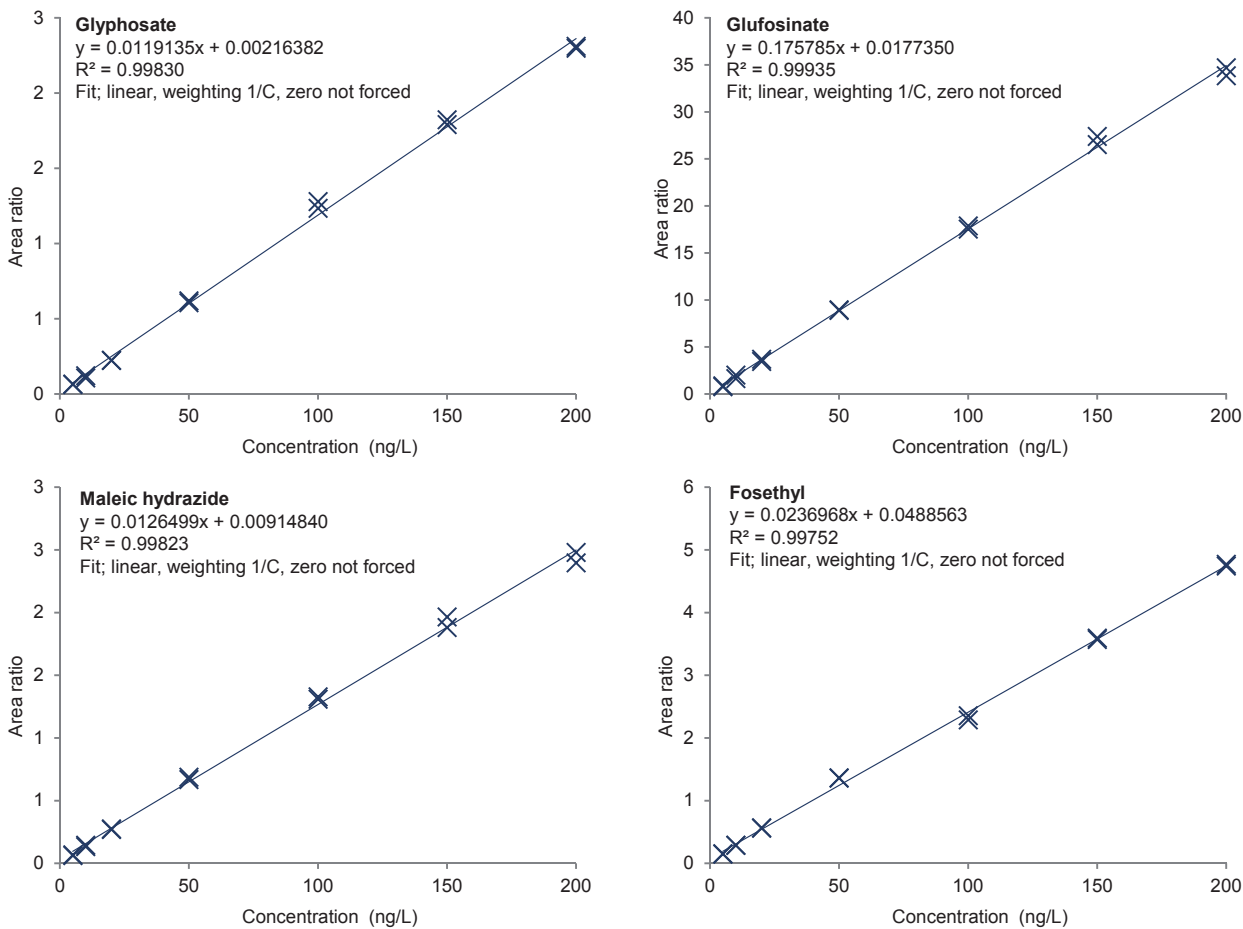 Glyphosate
y = 0.0119135x + 0.00216382
R² = 0.99830
Fit; linear, weighting 1/C, zero not forced
3
2
2
1
1
0
Area ratio
0 50 100 150 200
Concentration (ng/L)
Glufosinate
y = 0.175785x + 0.0177350
R² = 0.99935
Fit; linear, weighting 1/C, zero not forced
40
35
30
25
20
15
10
5
0
Area ratio
0 50 100 150 200
Concentration (ng/L)
Maleic hydrazide
y = 0.0126499x + 0.00914840
R² = 0.99823
Fit; linear, weighting 1/C, zero not forced
3
3
2
2
1
1
0
Area ratio
0 50 100 150 200
Concentration (ng/L)
Fosethyl
y = 0.0236968x + 0.0488563
R² = 0.99752
Fit; linear, weighting 1/C, zero not forced
6
5
4
3
2
1
0
Area ratio
0 50 100 150 200
Concentration (ng/L)